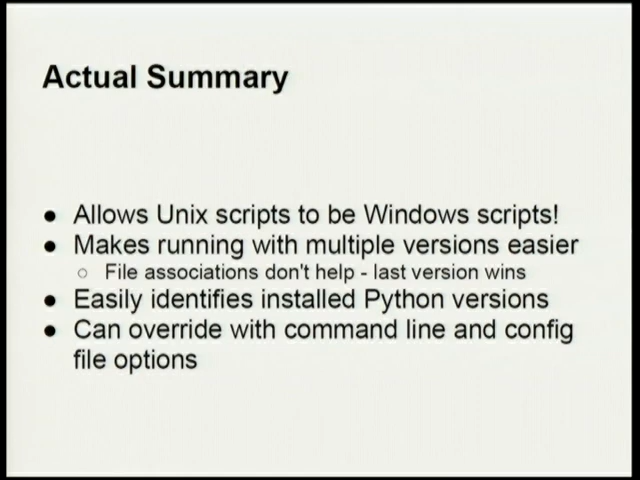 Actual Summary
● Allows Unix scripts to be Windows scripts!
● Makes running with multiple versions easier
○ File associations don't help - last version wins
● Easily identifies installed Python versions
● Can override with command line and config
file options